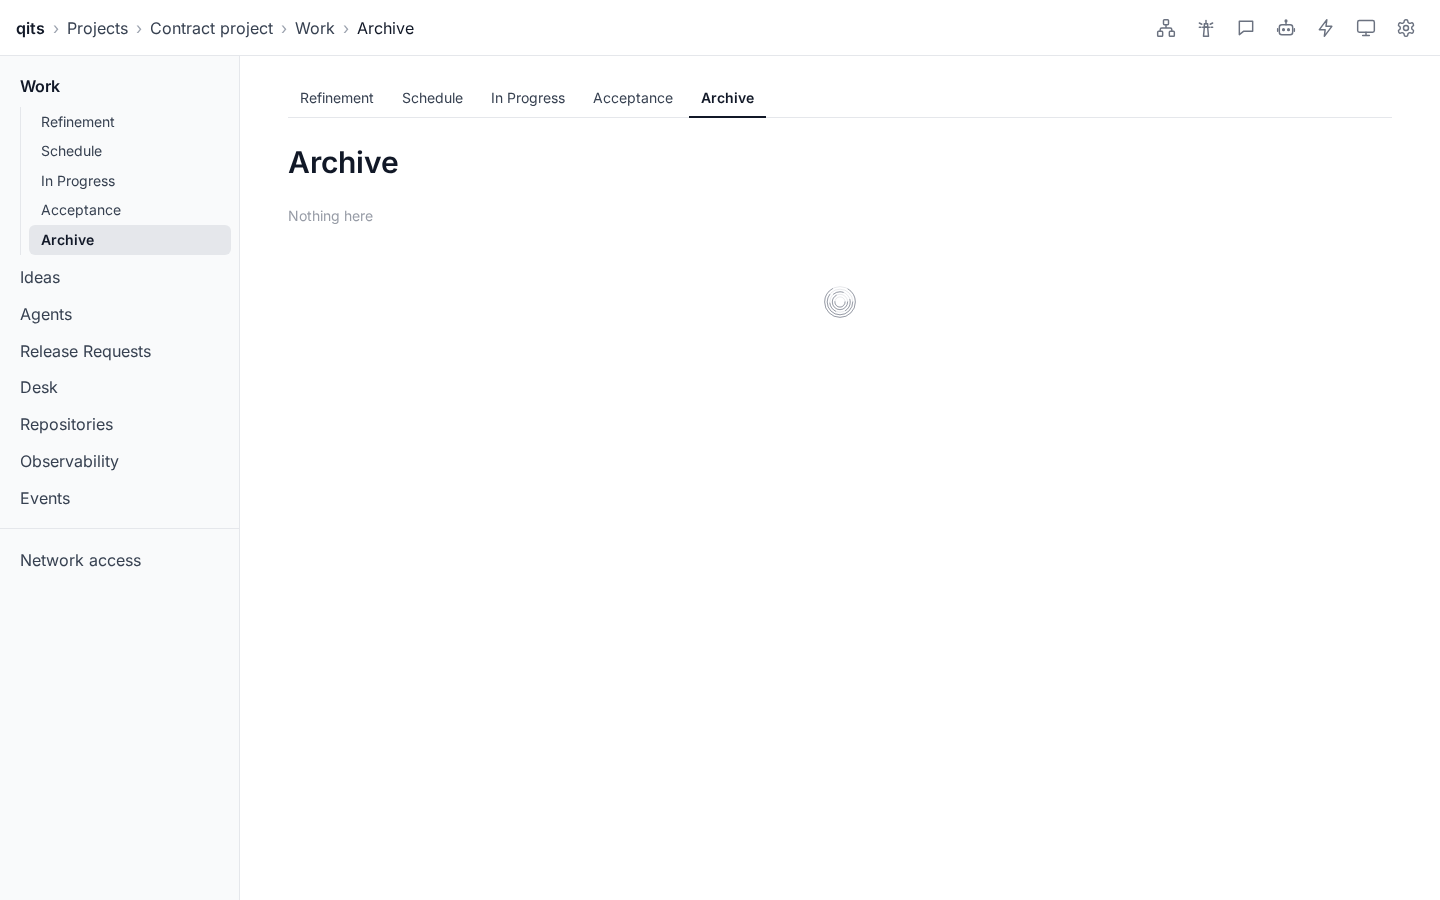 qits › Projects › Contract project › Work › Archive
Work
Refinement
Schedule
In Progress
Acceptance
Archive
Ideas
Agents
Release Requests
Desk
Repositories
Observability
Events
Network access
Refinement Schedule In Progress Acceptance Archive
Archive
Nothing here